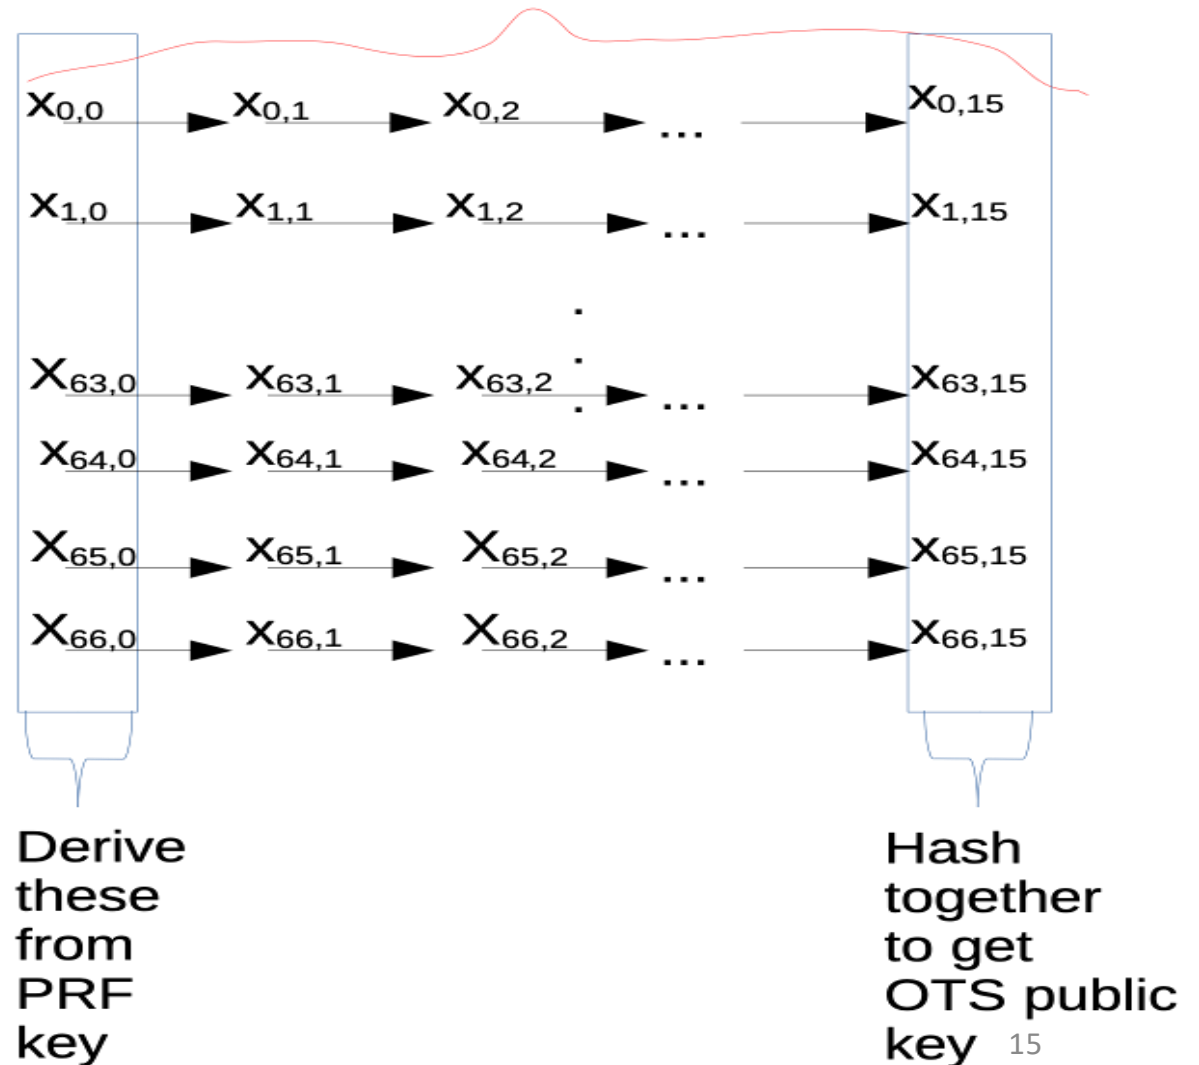 x0,0 x0,1 x0,2 ... x0,15
x1,0 x1,1 x1,2 ... x1,15
.
.
.
X63,0 x63,1 x63,2 ... x63,15
x64,0 x64,1 x64,2 ... x64,15
X65,0 x65,1 X65,2 ... x65,15
X66,0 x66,1 X66,2 ... x66,15
Derive
these
from
PRF
key
Hash
together
to get
OTS public
key
15